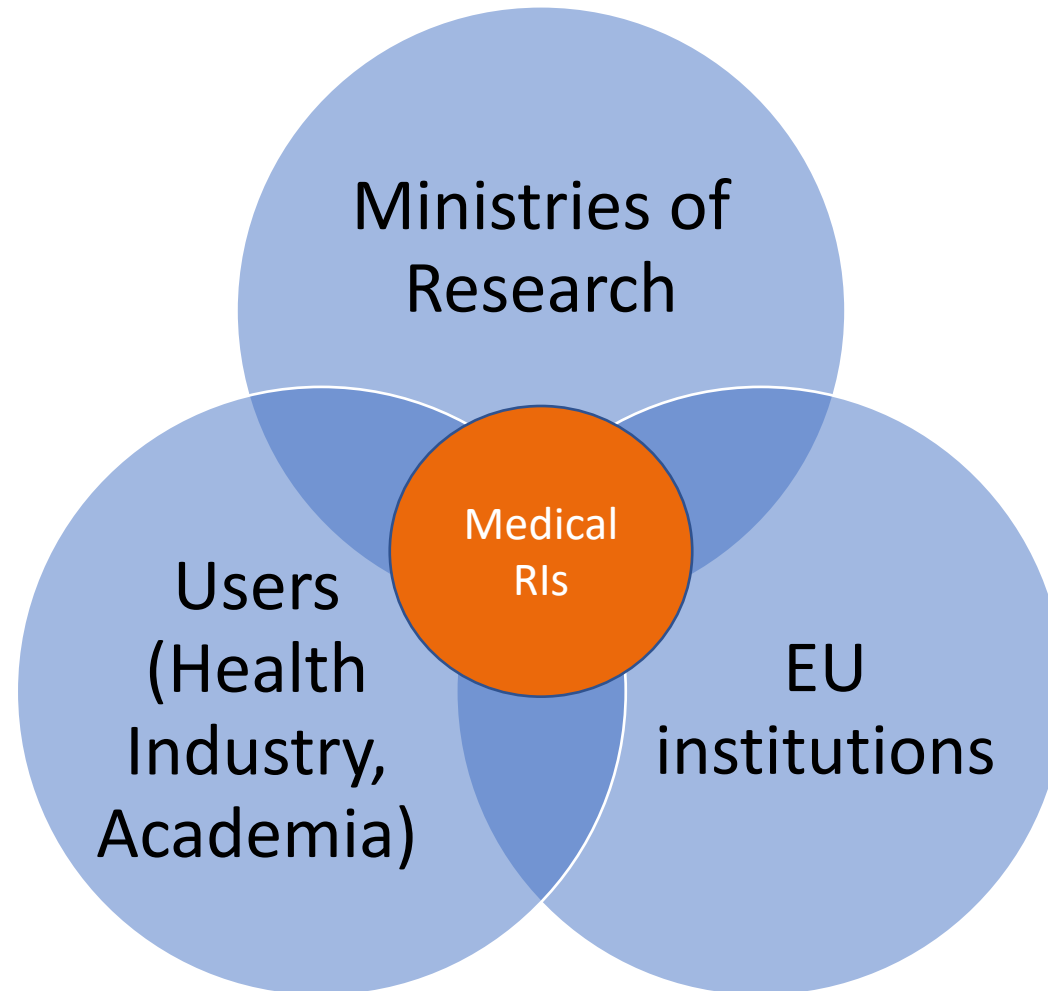 Ministries of
Research
Medical
RIs
Users
(Health
Industry,
Academia)
EU
institutions